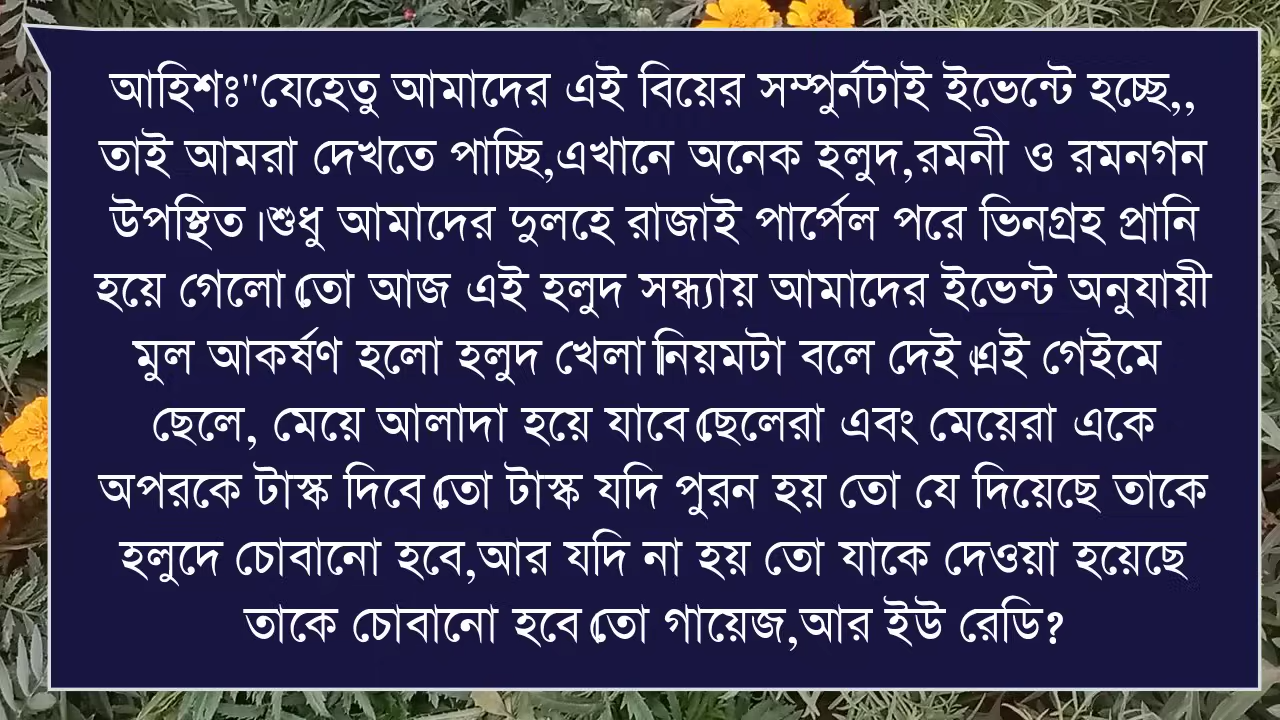 আহিশঃ"যেহেতু আমাদের এই বিয়ের সম্পুর্নটাই ইভেন্টে হচ্ছে,,
তাই আমরা দেখতে পাচ্ছি,এখানে অনেক হলুদ,রমনী ও রমনগন
উপস্থিত।শুধু আমাদের দুলহে রাজাই পার্পেল পরে ভিনগ্রহ প্রানি
হয়ে গেলো।তো আজ এই হলুদ সন্ধ্যায় আমাদের ইভেন্ট অনুযায়ী
মুল আকর্ষণ হলো হলুদ খেলা।নিয়মটা বলে দেই।এই গেইমে
ছেলে, মেয়ে আলাদা হয়ে যাবে।ছেলেরা এবং মেয়েরা একে
অপরকে টাস্ক দিবে।তো টাস্ক যদি পুরন হয় তো যে দিয়েছে তাকে
হলুদে চোবানো হবে,আর যদি না হয় তো যাকে দেওয়া হয়েছে
তাকে চোবানো হবে।তো গায়েজ,আর ইউ রেডি?